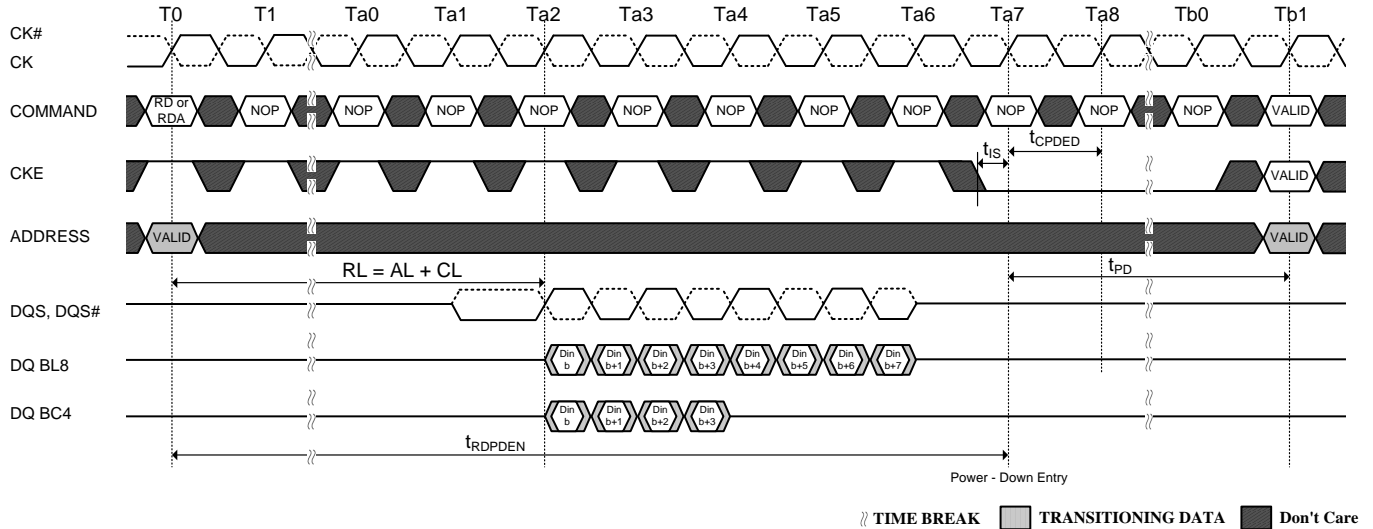 T0 T1 Ta0 Ta1 Ta2 Ta3 Ta4 Ta5 Ta6 Ta7 Ta8 Tb0 Tb1
CK#
CK
COMMAND
RD or
RDA
NOP NOP NOP NOP NOP NOP NOP NOP NOP NOP NOP VALID
tIS
tCPDED
CKE
VALID
ADDRESS
VALID
VALID
RL = AL + CL
tPD
DQS, DQS#
DQ BL8
Din Din Din Din Din Din Din Din
b b+1 b+2 b+3 b+4 b+5 b+6 b+7
DQ BC4
Din Din Din Din
b b+1 b+2 b+3
tRDPDEN
Power - Down Entry
TIME BREAK TRANSITIONING DATA Don't Care